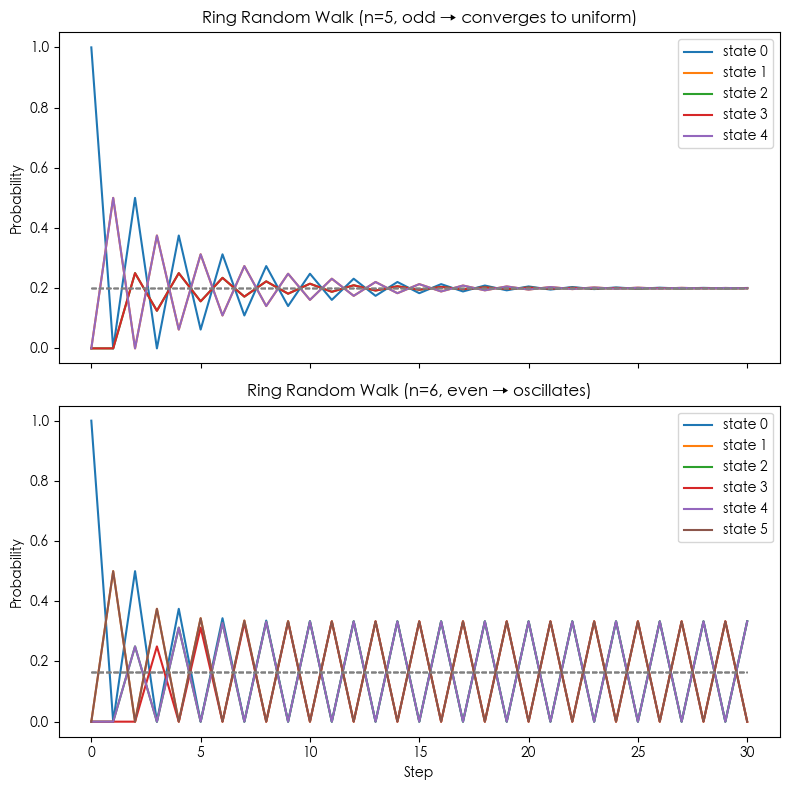 Ring Random Walk (n=5, odd → converges to uniform)
1.0
0.8
0.6
0.4
0.2
0.0
Probability
state 0
state 1
state 2
state 3
state 4
Ring Random Walk (n=6, even → oscillates)
1.0
0.8
0.6
0.4
0.2
0.0
Probability
state 0
state 1
state 2
state 3
state 4
state 5
0 5 10 15 20 25 30
Step